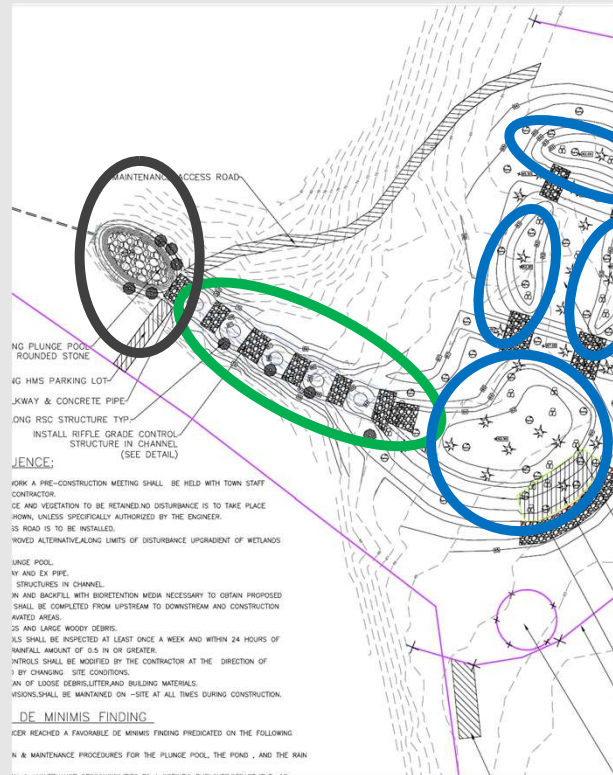 MAINTENANCE ACCESS ROAD
NG PLUNGE POOL
ROUNDED STONE
NG HMS PARKING LOT
LKWAY & CONCRETE PIPE
LONG RSC STRUCTURE TYP.
INSTALL RIFFLE GRADE CONTROL
STRUCTURE IN CHANNEL
(SEE DETAIL)
UENCE:
WORK A PRE-CONSTRUCTION MEETING SHALL BE HELD WITH TOWN STAFF
CONTRACTOR.
CE AND VEGETATION TO BE RETAINED.NO DISTURBANCE IS TO TAKE PLACE
HOWN, UNLESS SPECIFICALLY AUTHORIZED BY THE ENGINEER.
SS ROAD IS TO BE INSTALLED.
ROVED ALTERNATIVE,ALONG LIMITS OF DISTURBANCE UPGRADIENT OF WETLANDS
UNGE POOL.
AY AND EX PIPE.
STRUCTURES IN CHANNEL.
ON AND BACKFILL WITH BIORETENTION MEDIA NECESSARY TO OBTAIN PROPOSED
SHALL BE COMPLETED FROM UPSTREAM TO DOWNSTREAM AND CONSTRUCTION
AVATED AREAS.
GS AND LARGE WOODY DEBRIS.
OLS SHALL BE INSPECTED AT LEAST ONCE A WEEK AND WITHIN 24 HOURS OF
RAINFALL AMOUNT OF 0.5 IN OR GREATER.
ONTROLS SHALL BE MODIFIED BY THE CONTRACTOR AT THE DIRECTION OF
BY CHANGING SITE CONDITIONS.
AN OF LOOSE DEBRIS,LITTER,AND BUILDING MATERIALS.
VISIONS,SHALL BE MAINTAINED ON -SITE AT ALL TIMES DURING CONSTRUCTION.
DE MINIMIS FINDING
ICER REACHED A FAVORABLE DE MINIMIS FINDING PREDICATED ON THE FOLLOWING
N & MAINTENANCE PROCEDURES FOR THE PLUNGE POOL, THE POND , AND THE RAIN